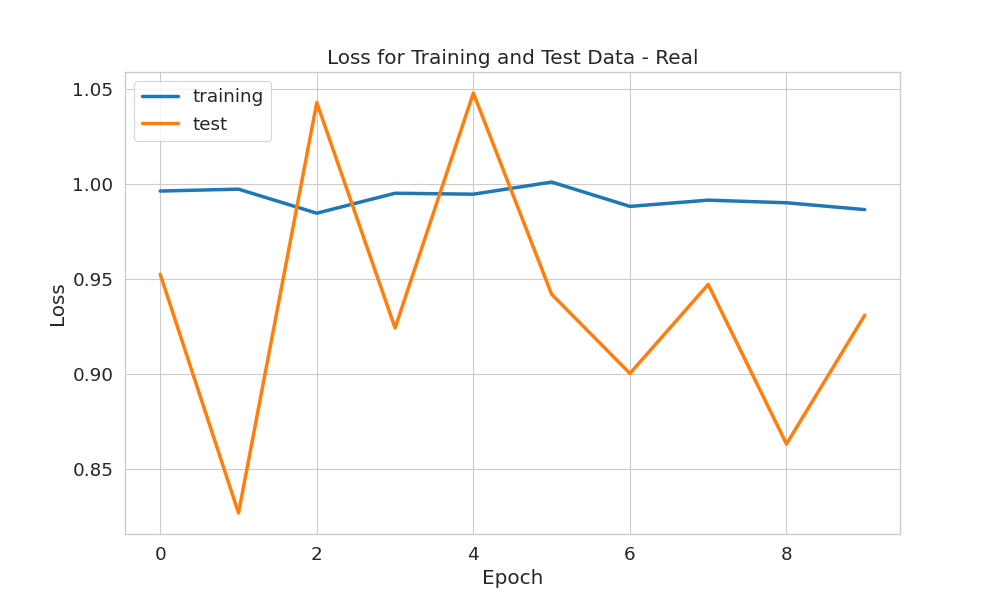 Loss for Training and Test Data - Real
training
test
1.05
1.00
0.95
0.90
0.85
Loss
0 2 4 6 8
Epoch